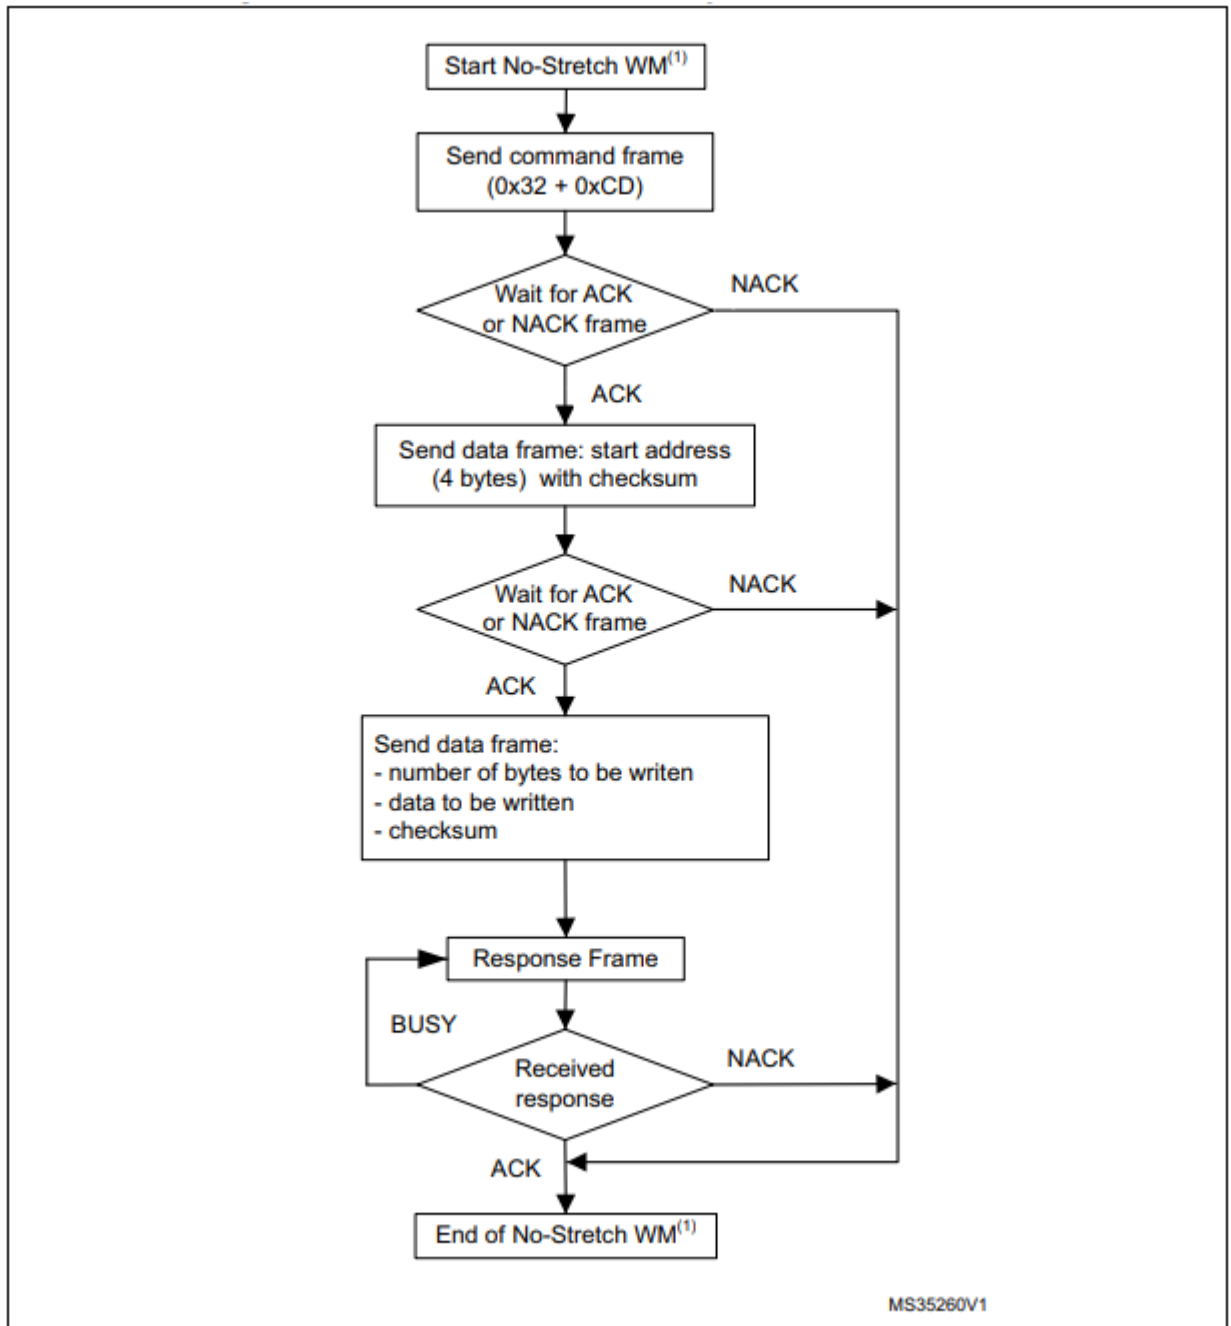 Start No-Stretch WM(1)
Send command frame
(0x32 + 0xCD)
Wait for ACK
or NACK frame
NACK
ACK
Send data frame: start address
(4 bytes) with checksum
Wait for ACK
or NACK frame
NACK
ACK
Send data frame:
- number of bytes to be writen
- data to be written
- checksum
Response Frame
BUSY
Received
response
NACK
ACK
End of No-Stretch WM(1)
MS35260V1